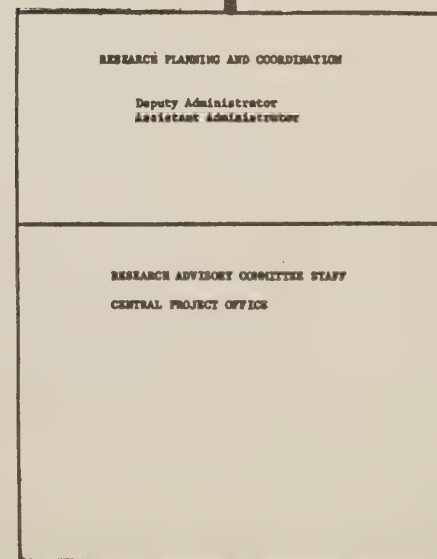 RESEARCH PLANNING AND COORDINATION
Deputy Administrator
Assistant Administrator
RESEARCH ADVISORY COMMITTEE STAFF
CENTRAL PROJECT OFFICE